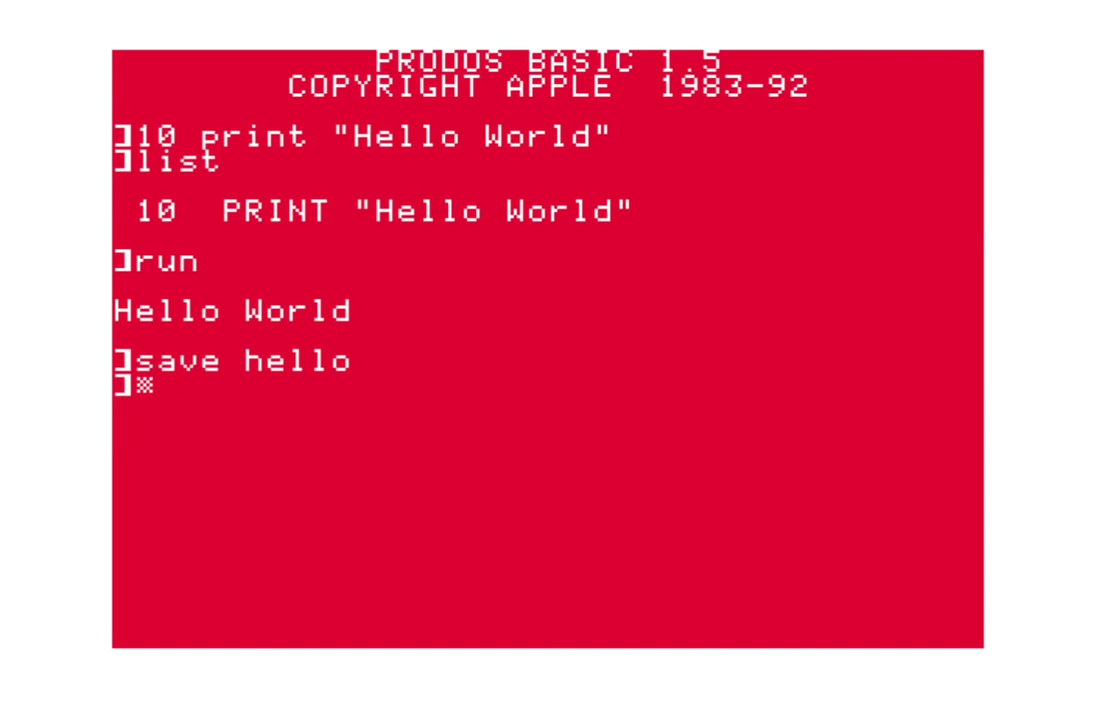 PRODOS BASIC 1.5
COPYRIGHT APPLE  1983-92
]10 print "Hello World"
]list
10  PRINT "Hello World"
]run
Hello World
]save hello
]